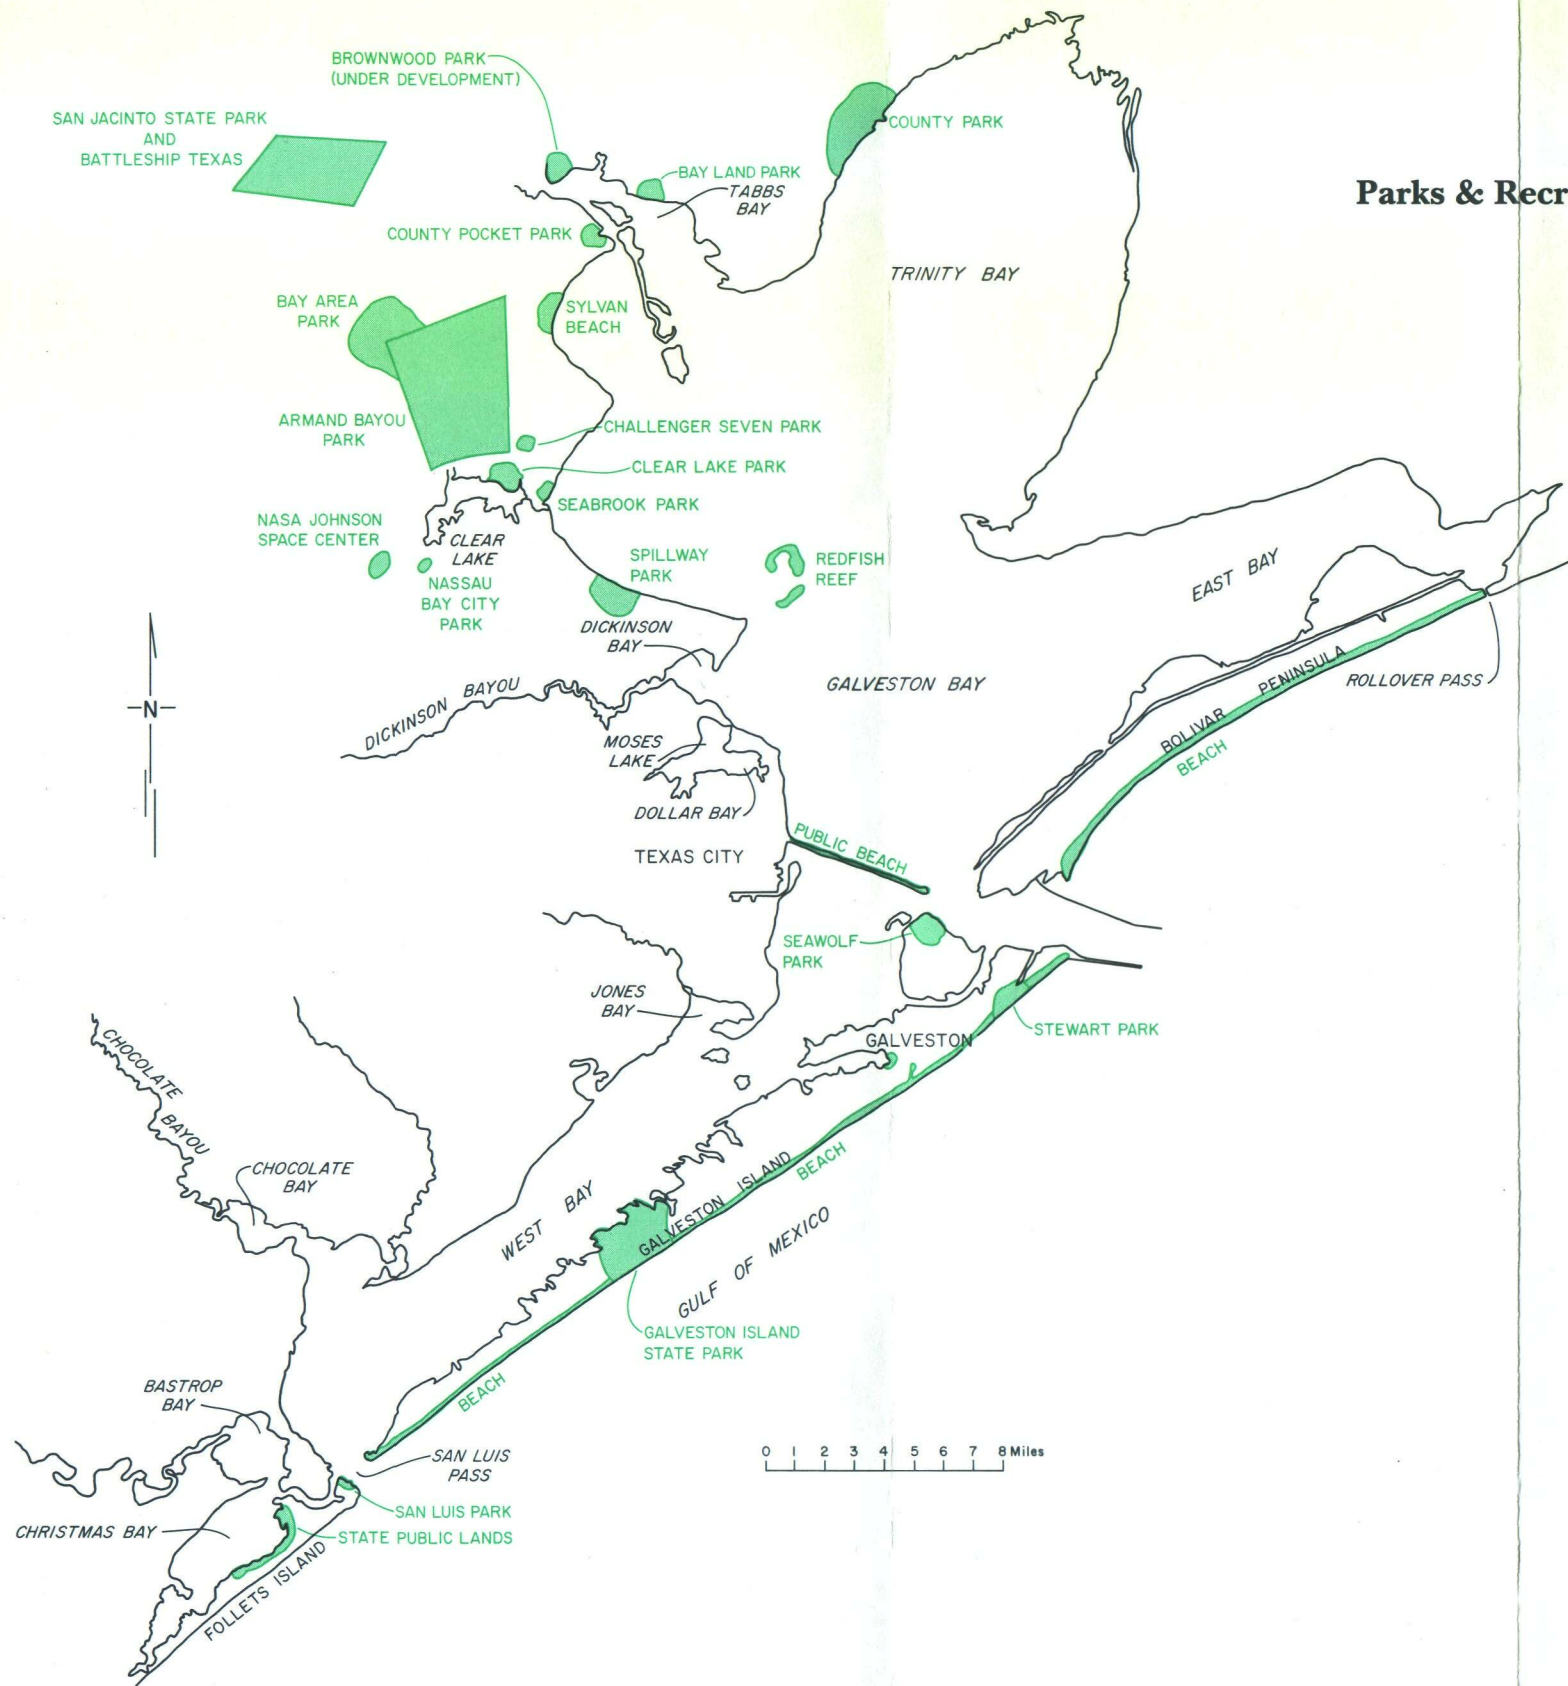 BROWNWOOD PARK
(UNDER DEVELOPMENT)
SAN JACINTO STATE PARK
AND
BATTLESHIP TEXAS
COUNTY PARK
BAY LAND PARK
TABBS
BAY
Parks & Recr
COUNTY POCKET PARK
TRINITY BAY
BAY AREA
PARK
SYLVAN
BEACH
ARMAND BAYOU
PARK
CHALLENGER SEVEN PARK
CLEAR LAKE PARK
SEABROOK PARK
NASA JOHNSON
SPACE CENTER
CLEAR
LAKE
NASSAU
BAY CITY
PARK
SPILLWAY
PARK
REDFISH
REEF
EAST BAY
DICKINSON
BAY
GALVESTON BAY
BOLIVAR PENINSULA
BEACH
ROLLOVER PASS
N
DICKINSON BAYOU
MOSES
LAKE
DOLLAR BAY
TEXAS CITY
PUBLIC BEACH
SEAWOLF
PARK
JONES
BAY
STEWART PARK
GALVESTON
CHOCOLATE BAYOU
CHOCOLATE
BAY
WEST BAY
GALVESTON ISLAND
BEACH
GULF OF MEXICO
GALVESTON ISLAND
STATE PARK
BEACH
BASTROP
BAY
SAN LUIS
PASS
0 1 2 3 4 5 6 7 8 Miles
SAN LUIS PARK
CHRISTMAS BAY
STATE PUBLIC LANDS
FOLLETS ISLAND